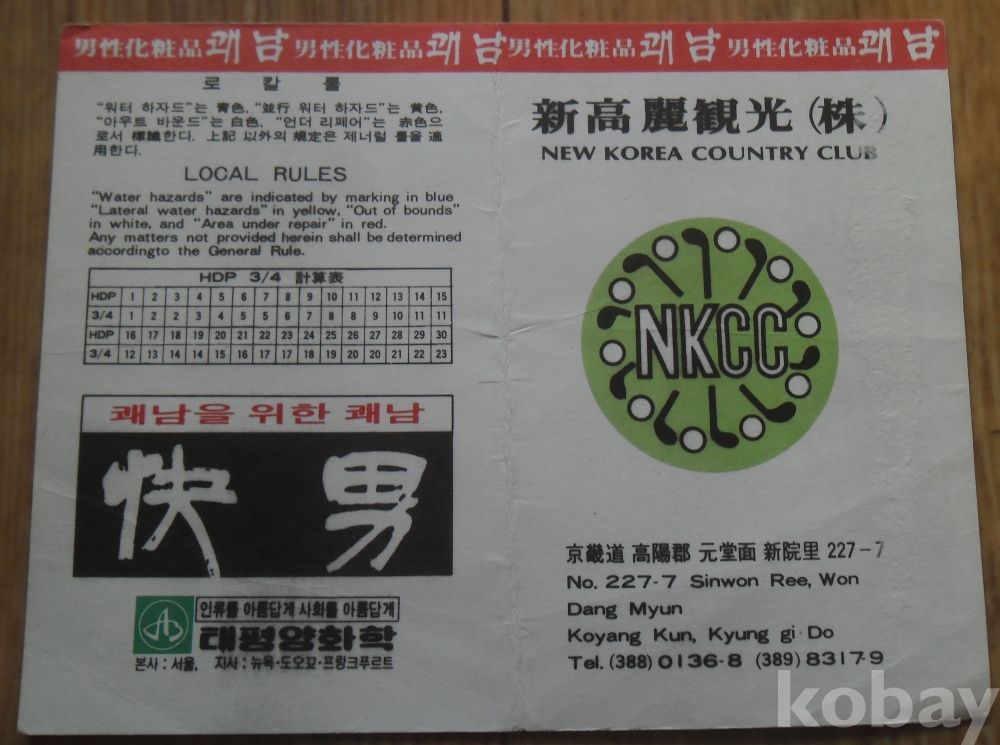 男性化粧品쾌남 男性化粧品쾌남 男性化粧品쾌남 男性化粧品쾌남
로칼룰
“워터 하자드”는 青色, “並行 워터 하자드”는 黄色,
“아우트 바운드”는 白色, “언더 리페어”는 赤色으
로서 標識한다. 上記 以外의 規定은 제너럴 룰을 適
用한다.
LOCAL RULES
“Water hazards” are indicated by marking in blue
“Lateral water hazards” in yellow, “Out of bounds”
in white, and “Area under repair” in red.
Any matters not provided herein shall be determined
accordingto the General Rule.
HDP 3/4 計算表
HDP 1 2 3 4 5 6 7 8 9 10 11 12 13 14 15
3/4 1 2 2 3 4 5 5 6 7 8 8 9 10 11 11
HDP 16 17 18 19 20 21 22 23 24 25 26 27 28 29 30
3/4 12 13 14 14 15 16 17 17 18 19 20 20 21 22 23
쾌남을 위한 쾌남
快男
人류를 아름답게 사회를 아름답게
태평양화학
본사 : 서울, 지사 : 뉴욕·도오꾜·프랑크푸르트
新高麗観光(株)
NEW KOREA COUNTRY CLUB
NKCC
京畿道 高陽郡 元堂面 新院里 227-7
No. 227-7 Sinwon Ree, Won
Dang Myun
Koyang Kun, Kyung gi Do
Tel. (388) 0136-8 (389) 8317-9
kobay